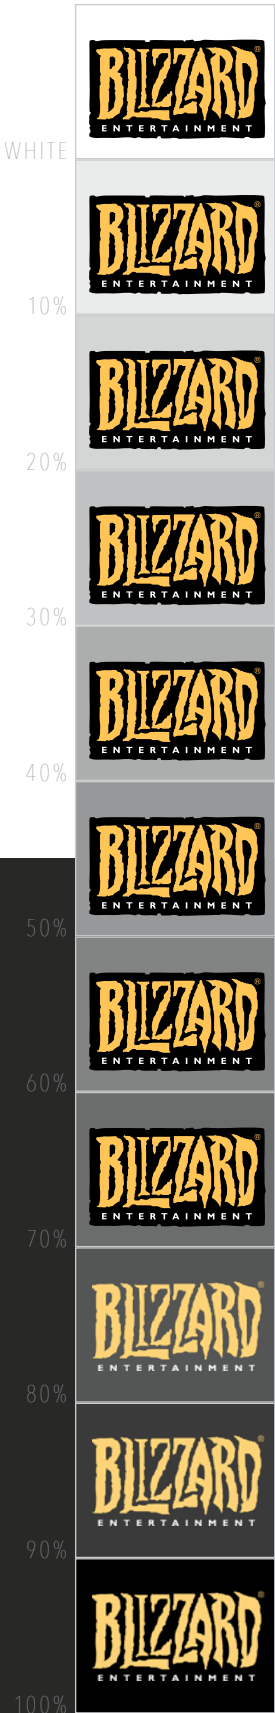 BLIZZARD ®
ENTERTAINMENT
WHITE
BLIZZARD ®
ENTERTAINMENT
10%
BLIZZARD ®
ENTERTAINMENT
20%
BLIZZARD ®
ENTERTAINMENT
30%
BLIZZARD ®
ENTERTAINMENT
40%
BLIZZARD ®
ENTERTAINMENT
50%
BLIZZARD ®
ENTERTAINMENT
60%
BLIZZARD ®
ENTERTAINMENT
70%
BLIZZARD ®
ENTERTAINMENT
80%
BLIZZARD ®
ENTERTAINMENT
90%
BLIZZARD ®
ENTERTAINMENT
100%